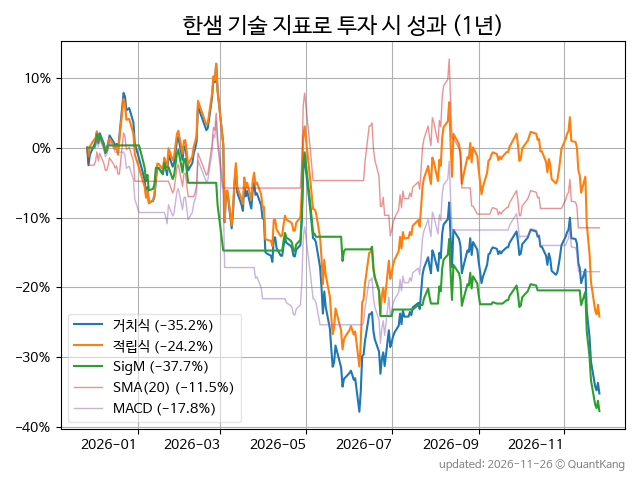 한샘 기술 지표로 투자 시 성과 (1년)
10%
0%
−10%
−20%
−30%
−40%
거치식 (−35.2%)
적립식 (−24.2%)
SigM (−37.7%)
SMA(20) (−11.5%)
MACD (−17.8%)
2026-01
2026-03
2026-05
2026-07
2026-09
2026-11
updated: 2026-11-26 © QuantKang